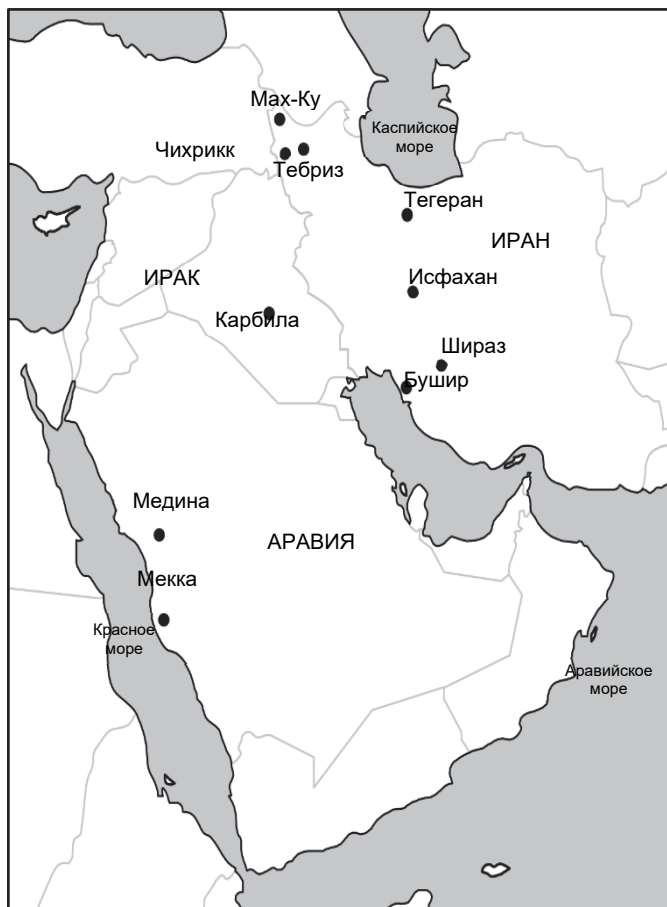 Мах-Ку
Каспийское
море
Чихрикк
Тебриз
Тегеран
ИРАН
ИРАК
Исфахан
Карбила
Шираз
Бушир
Медина
АРАВИЯ
Мекка
Красное
море
Аравийское
море